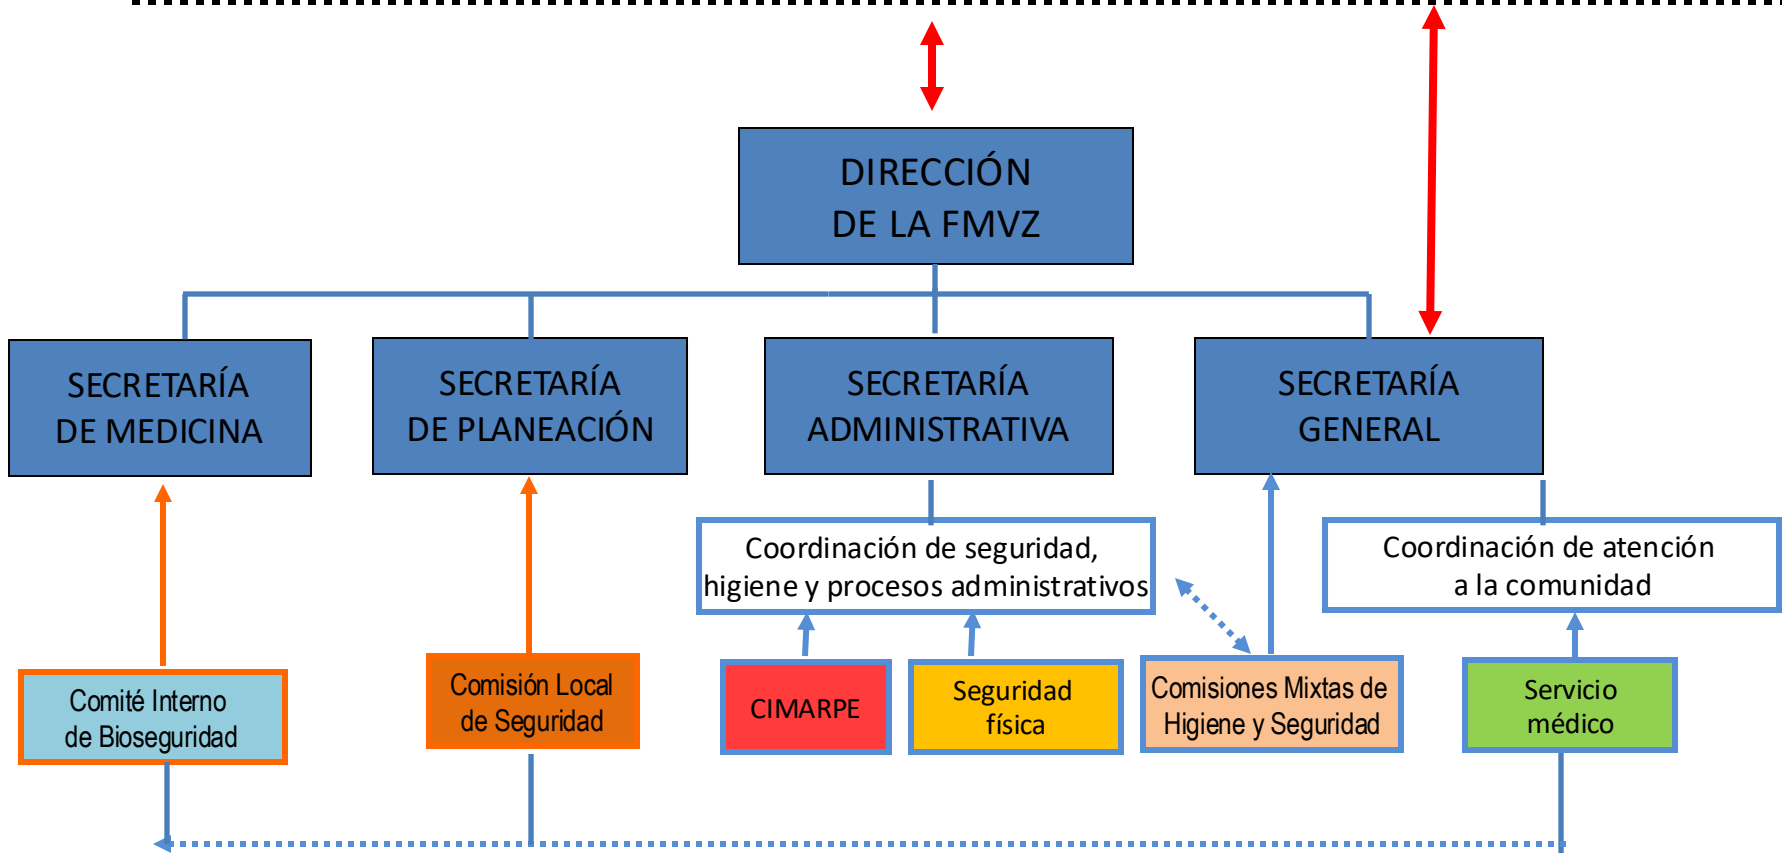 DIRECCIÓN
DE LA FMVZ
SECRETARÍA
DE MEDICINA
SECRETARÍA
DE PLANEACIÓN
SECRETARÍA
ADMINISTRATIVA
SECRETARÍA
GENERAL
Coordinación de seguridad,
higiene y procesos administrativos
Coordinación de atención
a la comunidad
Comité Interno
de Bioseguridad
Comisión Local
de Seguridad
CIMARPE
Seguridad
física
Comisiones Mixtas de
Higiene y Seguridad
Servicio
médico